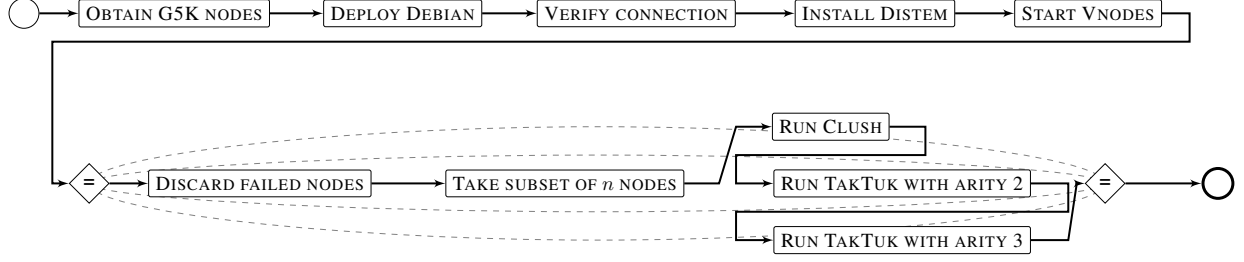 OBTAIN G5K NODES
DEPLOY DEBIAN
VERIFY CONNECTION
INSTALL DISTEM
START VNODES
RUN CLUSH
=
DISCARD FAILED NODES
TAKE SUBSET OF n NODES
RUN TAKTUK WITH ARITY 2
=
RUN TAKTUK WITH ARITY 3